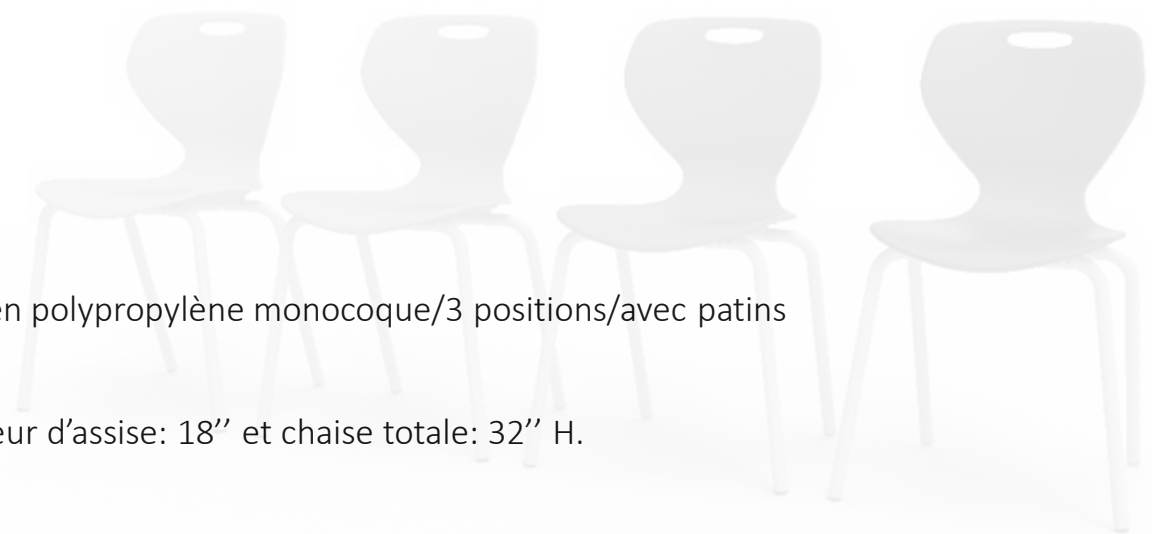 en polypropylène monocoque/3 positions/avec patins
eur d’assise: 18’’ et chaise totale: 32’’ H.